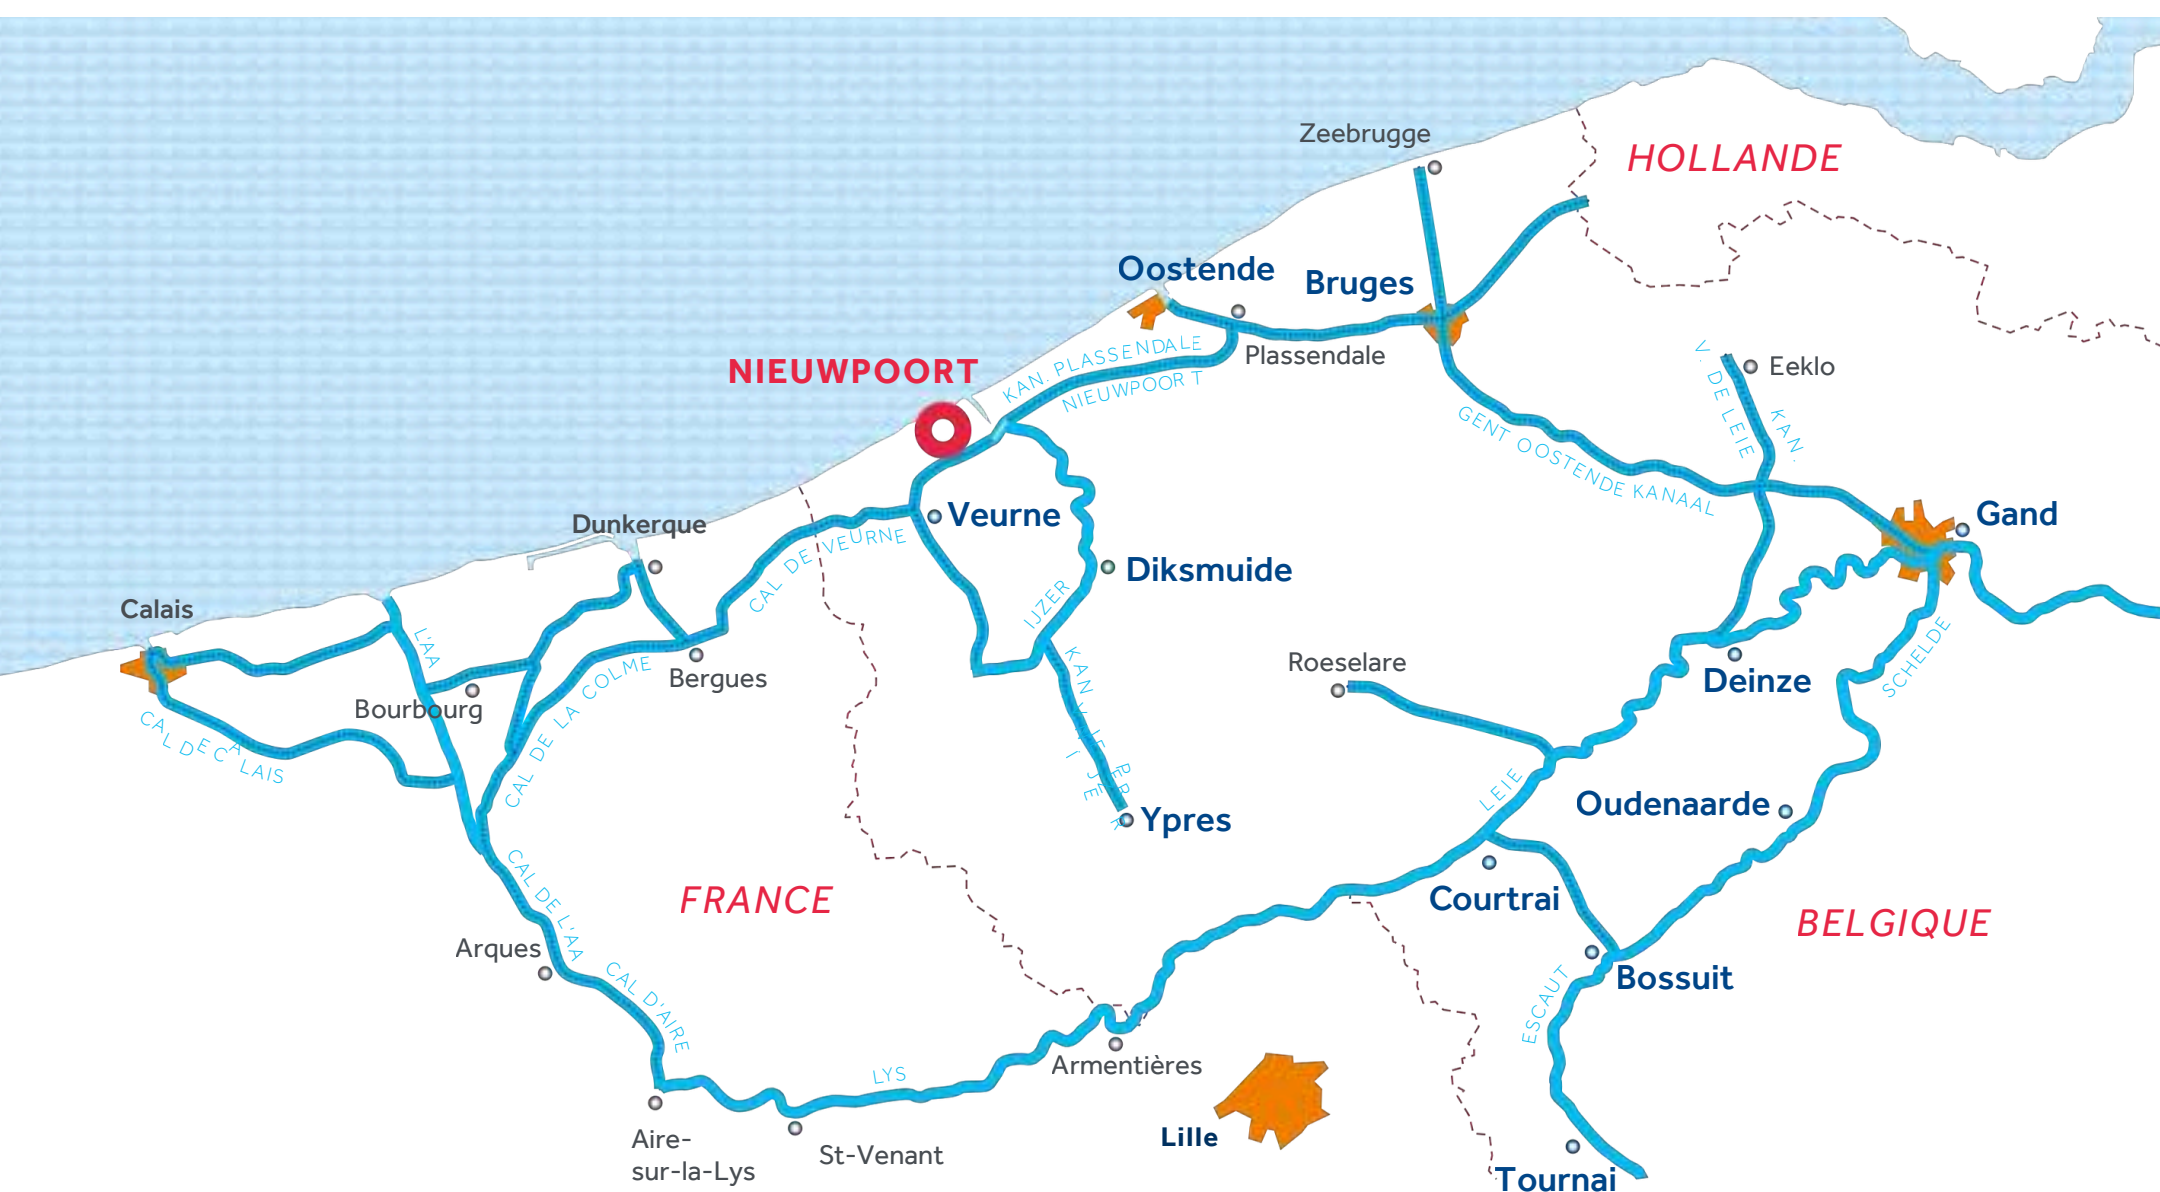 Zeebrugge
HOLLANDE
Oostende
Bruges
KAN. PLASSENDALE
NIEUWPOORT
Plassendale
NIEUWPOORT
V. DE LEIE
KAN.
Eeklo
GENT OOSTENDE KANAAL
Veurne
Gand
Dunkerque
CAL DE VEURNE
Diksmuide
IJZER
Calais
L'AA
CAL DE LA COLME
Bergues
Bourbourg
CAL DE CALAIS
Roeselare
Deinze
SCHELDE
KAN.
Ypres
LEIE
Oudenaarde
FRANCE
Courtrai
BELGIQUE
CAL DE L'AA
Arques
CAL D'AIRE
Bossuit
ESCAUT
LYS
Armentières
Aire-
sur-la-Lys
St-Venant
Lille
Tournai